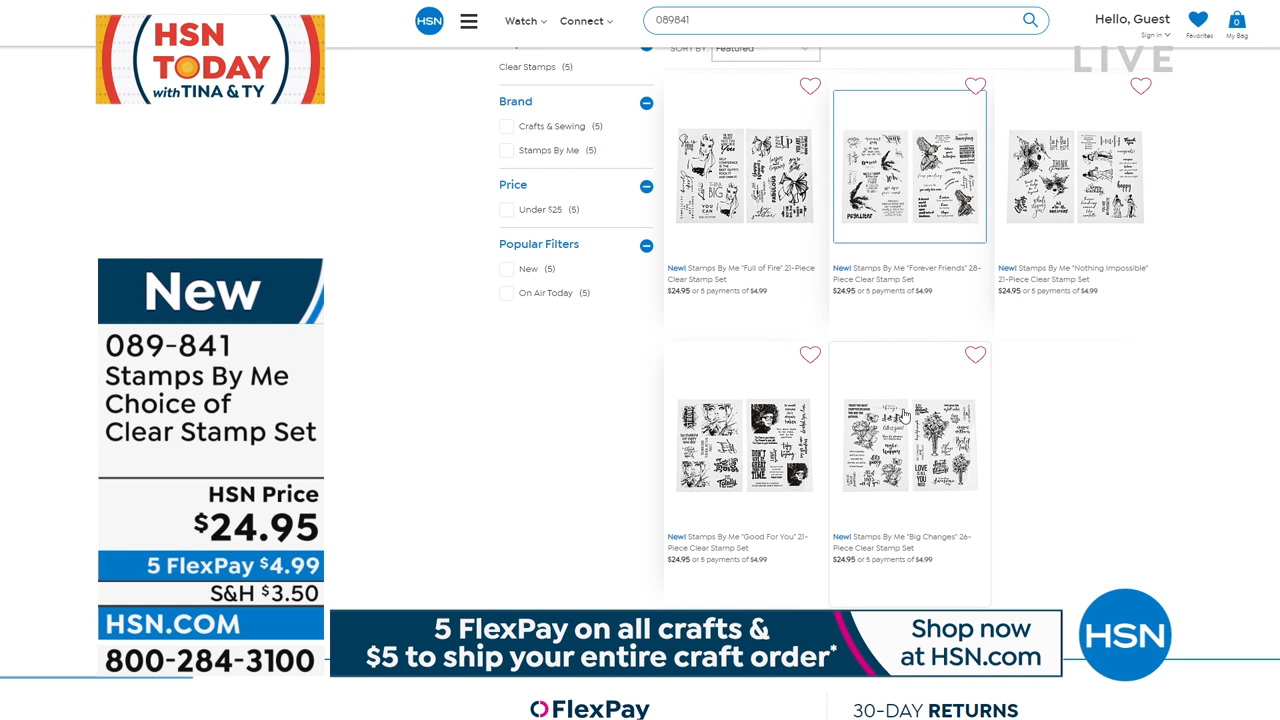 HSN
TODAY
with TINA & TY
HSN
Watch
Connect
089841
Hello, Guest
Sign in
Favorites
0
My Bag
LIVE
SORT BY:
Featured
Clear Stamps (5)
Brand
Crafts & Sewing (5)
Stamps By Me (5)
Price
Under $25 (5)
Popular Filters
New (5)
On Air Today (5)
New! Stamps By Me "Full of Fire" 21-
Piece Clear Stamp Set
$24.95 or 5 payments of $4.99
New! Stamps By Me "Forever Friends" 28-
Piece Clear Stamp Set
$24.95 or 5 payments of $4.99
New! Stamps By Me "Nothing Impossible"
21-Piece Clear Stamp Set
$24.95 or 5 payments of $4.99
New! Stamps By Me "Good For You" 21-
Piece Clear Stamp Set
$24.95 or 5 payments of $4.99
New! Stamps By Me "Big Changes" 26-
Piece Clear Stamp Set
$24.95 or 5 payments of $4.99
New
089-841
Stamps By Me
Choice of
Clear Stamp Set
HSN Price
$24.95
5 FlexPay $4.99
S&H $3.50
HSN.COM
800-284-3100
5 FlexPay on all crafts &
$5 to ship your entire craft order*
Shop now
at HSN.com
HSN
FlexPay
30-DAY RETURNS